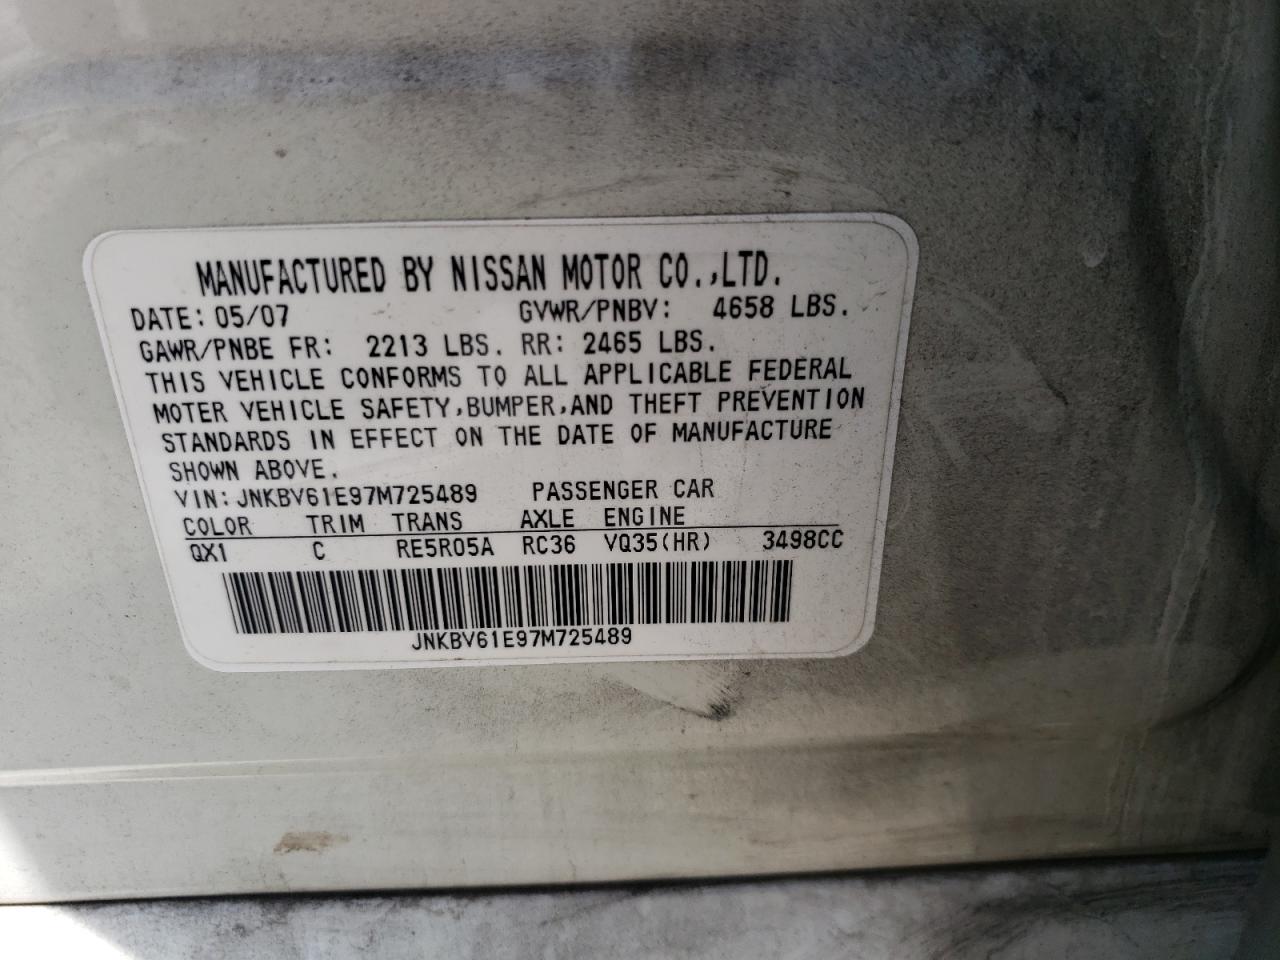 MANUFACTURED BY NISSAN MOTOR CO.,LTD.
DATE: 05/07 GVWR/PNBV: 4658 LBS.
GAWR/PNBE FR: 2213 LBS. RR: 2465 LBS.
THIS VEHICLE CONFORMS TO ALL APPLICABLE FEDERAL
MOTER VEHICLE SAFETY,BUMPER,AND THEFT PREVENTION
STANDARDS IN EFFECT ON THE DATE OF MANUFACTURE
SHOWN ABOVE.
VIN: JNKBV61E97M725489 PASSENGER CAR
COLOR TRIM TRANS AXLE ENGINE
QX1 C RE5R05A RC36 VQ35(HR) 3498CC
JNKBV61E97M725489